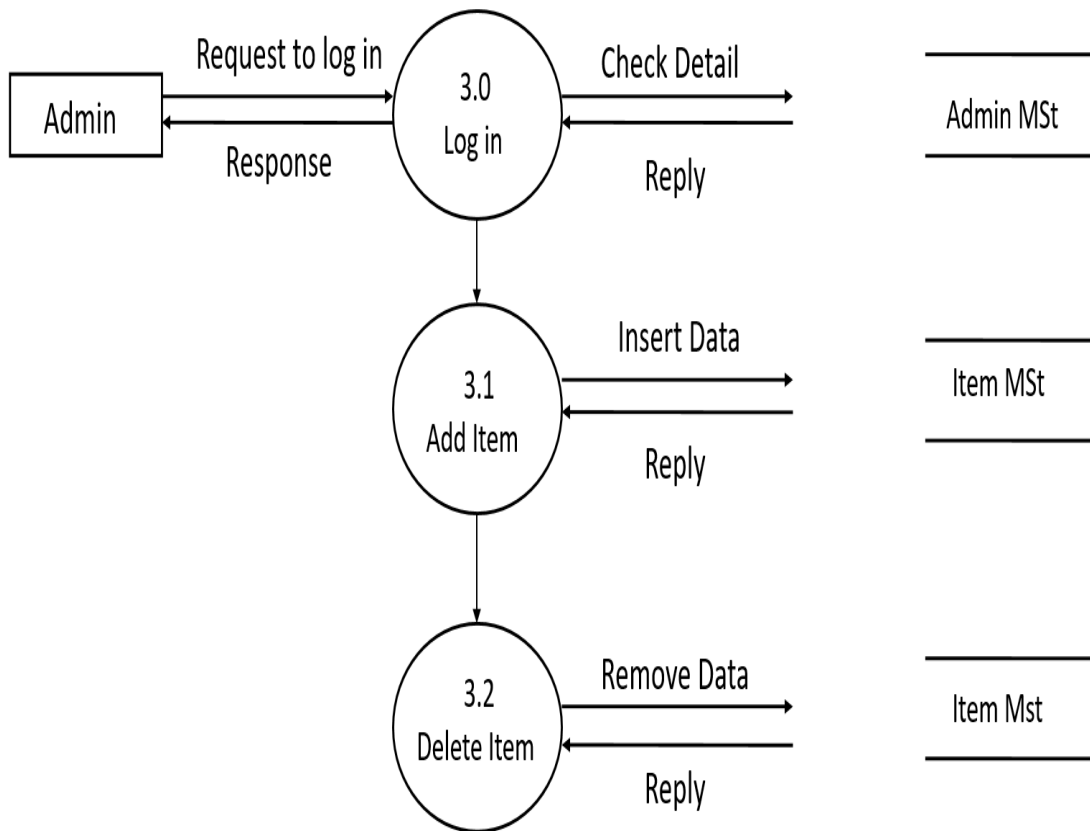 Request to log in
Admin
Response
3.0
Log in
Check Detail
Reply
Admin MSt
3.1
Add Item
Insert Data
Reply
Item MSt
3.2
Delete Item
Remove Data
Reply
Item Mst